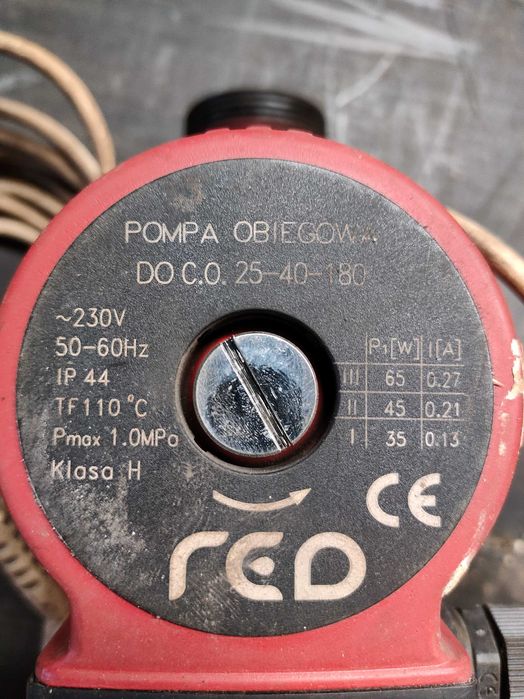 POMPA OBIEGOWA
DO C.O. 25-40-180
~230V
50-60Hz
IP 44
TF110 °C
Pmax 1.0MPa
Klasa H
P1[W] I[A]
III 65 0.27
II 45 0.21
I 35 0.13
CE
red